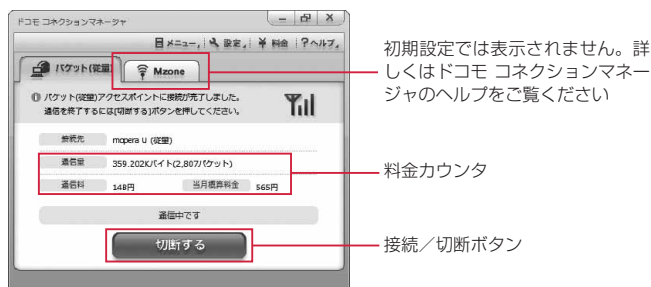 ドコモ コネクションマネージャ
メニュー 設定 ¥ 料金 ?ヘルプ
パケット(従量) Mzone
パケット(従量)アクセスポイントに接続が完了しました。
通信を終了するには[切断する]ボタンを押してください。
接続先 mopera U (従量)
通信量 359.202Kバイト(2,807パケット)
通信料 148円 当月概算料金 565円
通信中です
切断する
初期設定では表示されません。詳
しくはドコモ コネクションマネー
ジャのヘルプをご覧ください
料金カウンタ
接続／切断ボタン